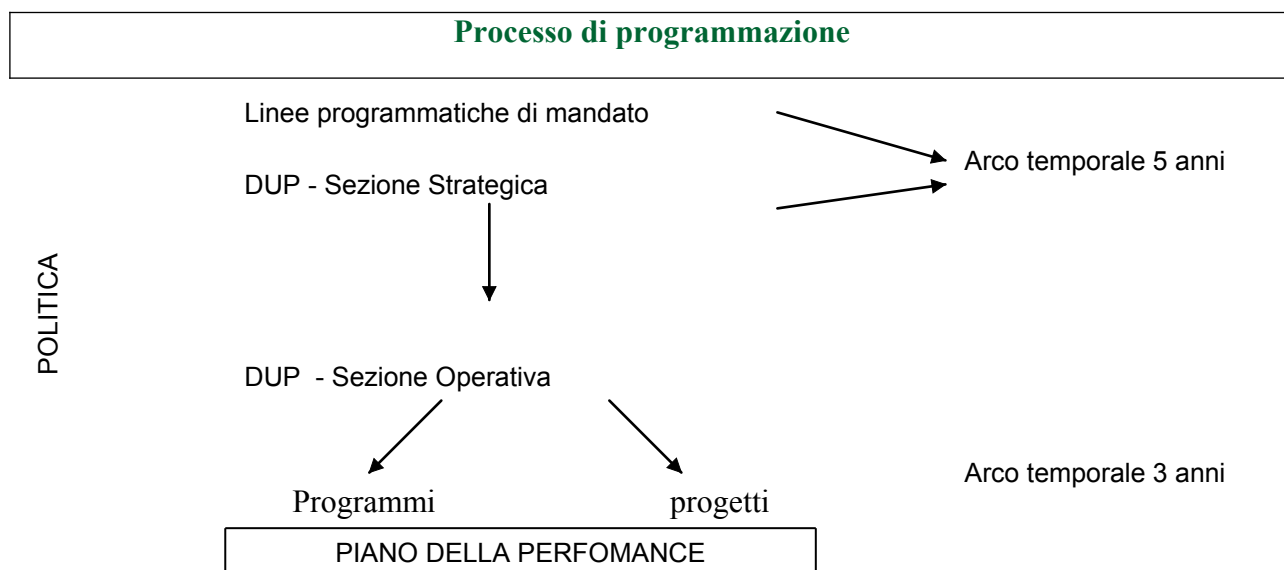 Processo di programmazione
Linee programmatiche di mandato
Arco temporale 5 anni
DUP - Sezione Strategica
POLITICA
DUP - Sezione Operativa
Arco temporale 3 anni
Programmi
progetti
PIANO DELLA PERFOMANCE